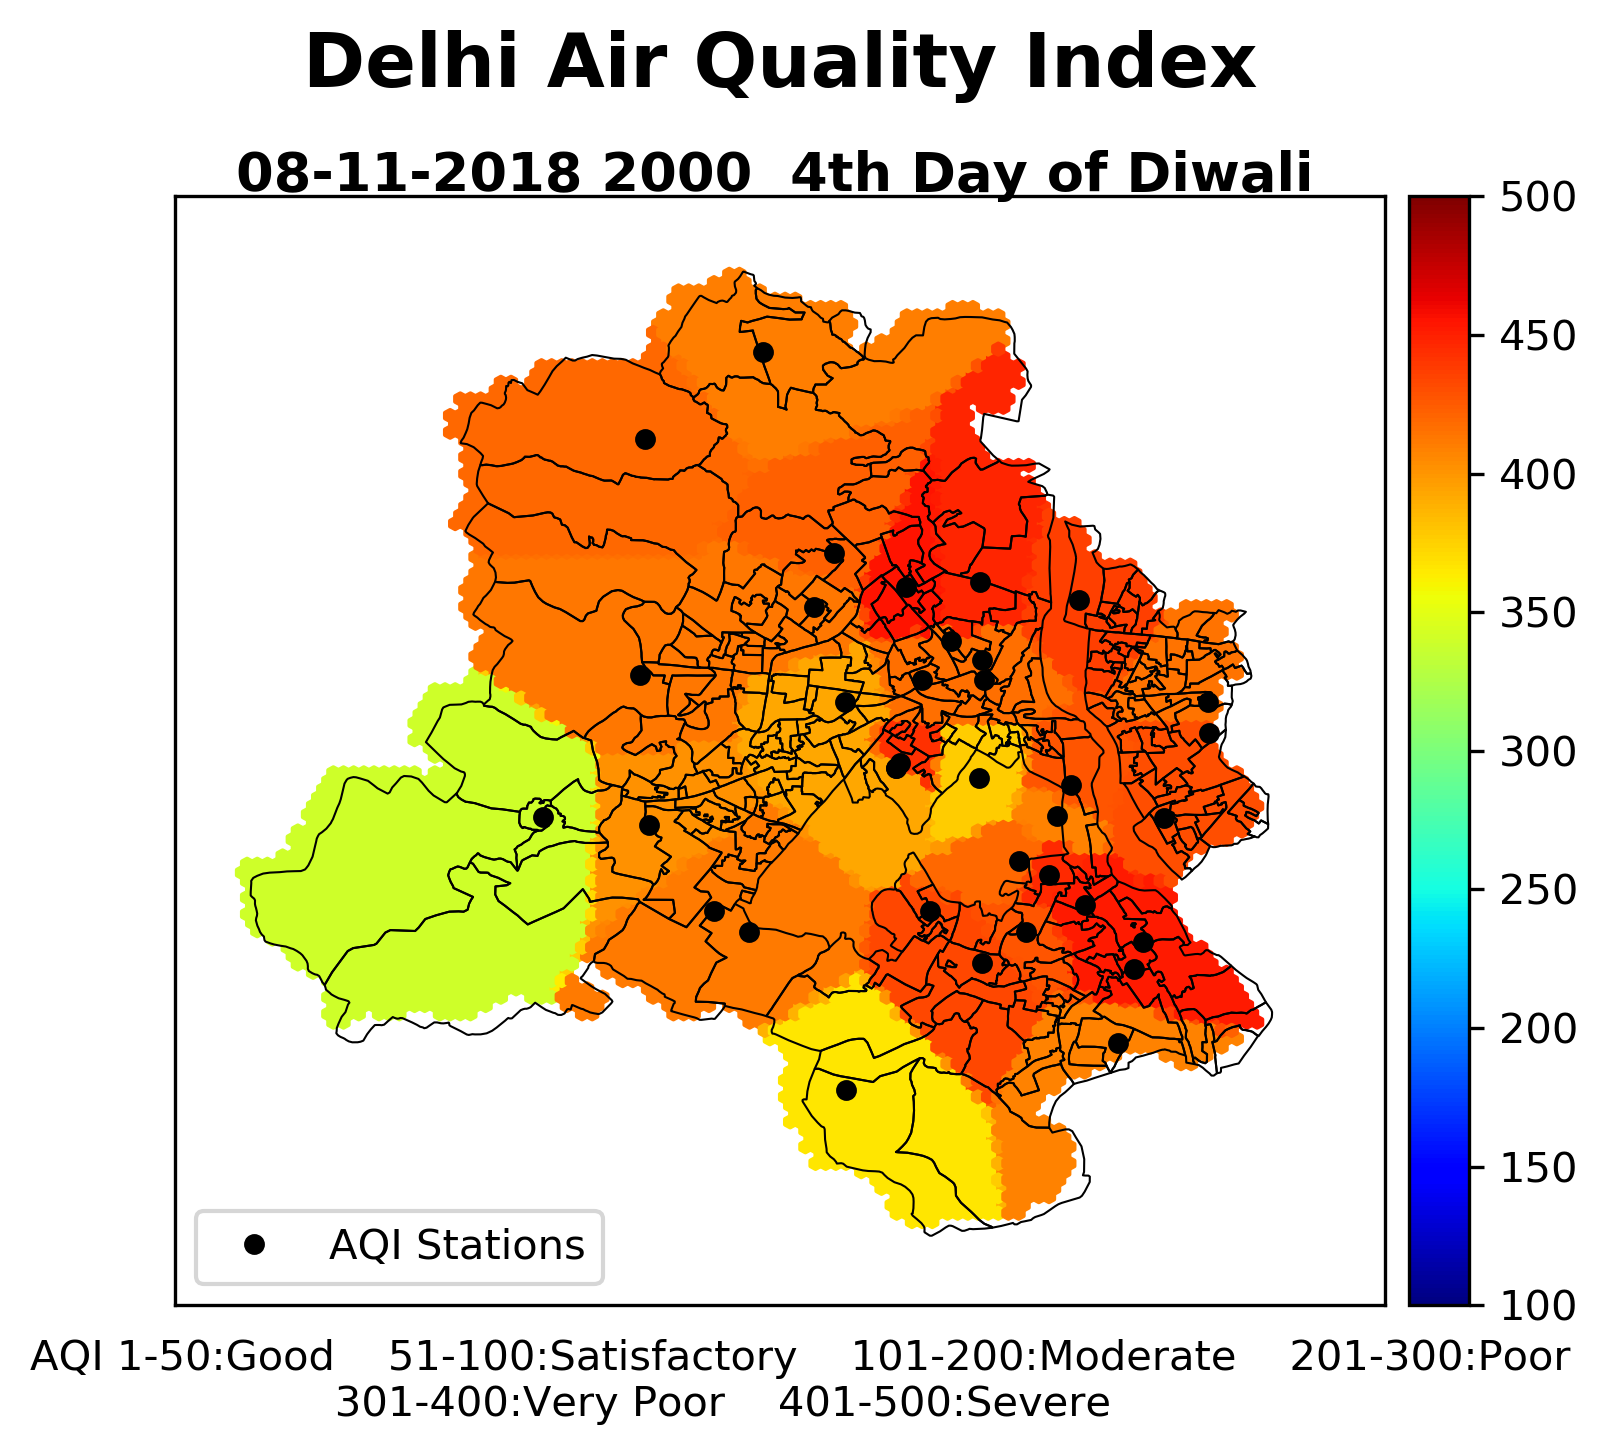 Delhi Air Quality Index
08-11-2018 2000  4th Day of Diwali
500
450
400
350
300
250
200
150
100
AQI Stations
AQI 1-50:Good    51-100:Satisfactory    101-200:Moderate    201-300:Poor
301-400:Very Poor    401-500:Severe